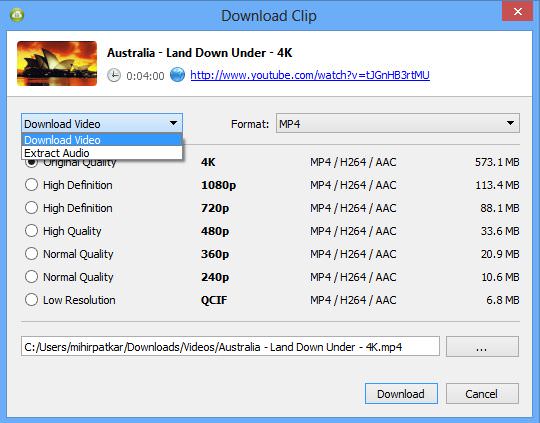 Download Clip
Australia - Land Down Under - 4K
0:04:00 http://www.youtube.com/watch?v=tJGnHB3rtMU
Download Video Format: MP4
Download Video
Extract Audio
Original Quality 4K MP4 / H264 / AAC 573.1 MB
High Definition 1080p MP4 / H264 / AAC 113.4 MB
High Definition 720p MP4 / H264 / AAC 88.1 MB
High Quality 480p MP4 / H264 / AAC 33.6 MB
Normal Quality 360p MP4 / H264 / AAC 20.9 MB
Normal Quality 240p MP4 / H264 / AAC 10.6 MB
Low Resolution QCIF MP4 / H264 / AAC 6.8 MB
C:/Users/mihirpatkar/Downloads/Videos/Australia - Land Down Under - 4K.mp4 ...
Download Cancel